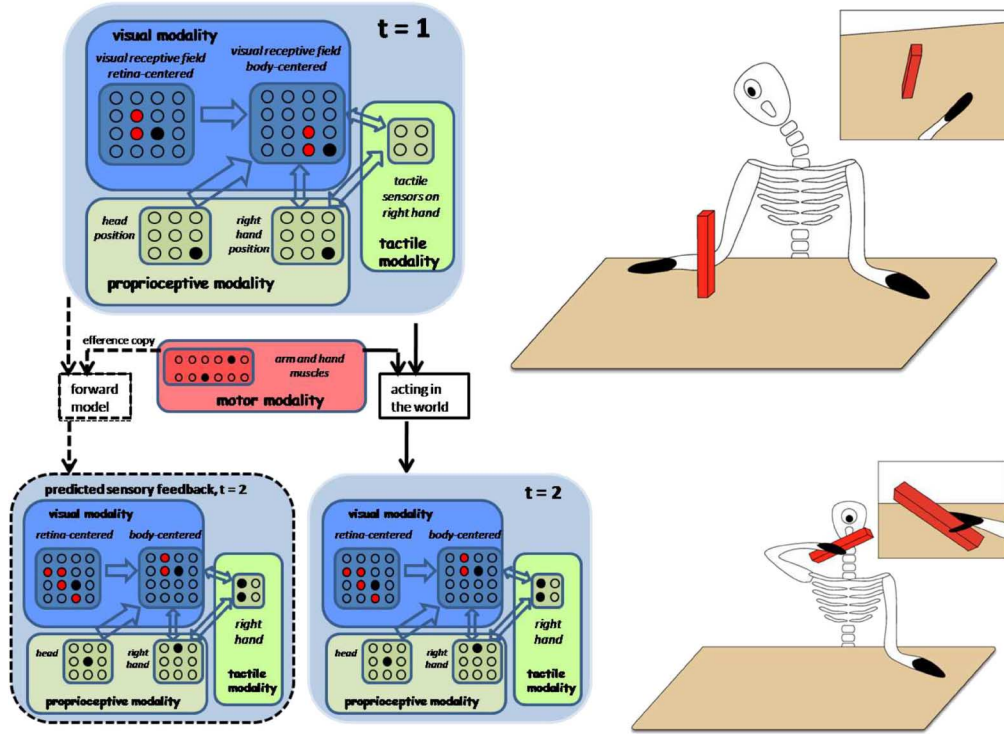 t = 1
visual modality
visual receptive field
retina-centered
visual receptive field
body-centered
tactile
sensors on
right hand
tactile
modality
head
position
right
hand
position
proprioceptive modality
efference copy
arm and hand
muscles
motor modality
forward
model
acting in
the world
predicted sensory feedback, t = 2
visual modality
retina-centered
body-centered
right
hand
tactile
modality
head
right
hand
proprioceptive modality
t = 2
visual modality
retina-centered
body-centered
right
hand
tactile
modality
head
right
hand
proprioceptive modality